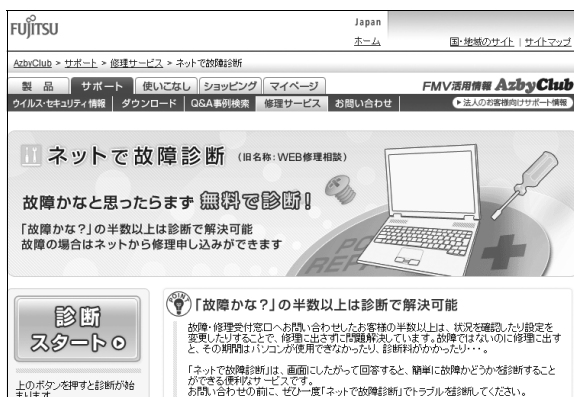 FUJITSU
Japan
ホーム
国・地域のサイト | サイトマップ
AzbyClub > サポート > 修理サービス > ネットで故障診断
製 品 サポート 使いこなし ショッピング マイページ FMV活用情報 AzbyClub
ウイルス・セキュリティ情報 ダウンロード Q&A事例検索 修理サービス お問い合わせ 法人のお客様向けサポート情報
ネットで故障診断 (旧名称：WEB修理相談)
故障かなと思ったらまず 無料で診断！
「故障かな?」の半数以上は診断で解決可能
故障の場合はネットから修理申し込みができます
PC REPAIR
診断
スタート
上のボタンを押すと診断が始
まります
POINT
「故障かな？」の半数以上は診断で解決可能
故障・修理受付窓口へお問い合わせしたお客様の半数以上は、状況を確認したり設定を
変更したりすることで、修理に出さずに問題解決しています。故障ではないのに修理に出す
と、その期間はパソコンが使用できなかったり、診断料がかかったり・・・。
「ネットで故障診断」は、画面にしたがって回答すると、簡単に故障かどうかを診断すること
ができる便利なサービスです。
お問い合わせの前に、ぜひ一度「ネットで故障診断」でトラブルを診断してください。